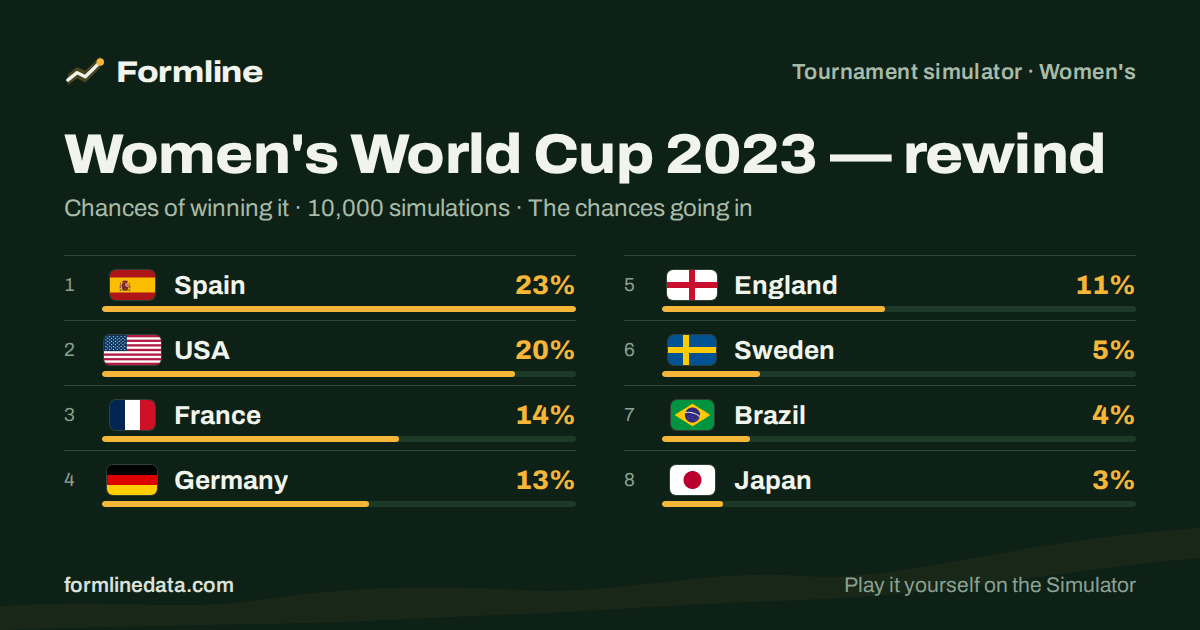 Formline
Tournament simulator · Women's
Women's World Cup 2023 — rewind
Chances of winning it · 10,000 simulations · The chances going in
1 Spain 23%
2 USA 20%
3 France 14%
4 Germany 13%
5 England 11%
6 Sweden 5%
7 Brazil 4%
8 Japan 3%
formlinedata.com
Play it yourself on the Simulator